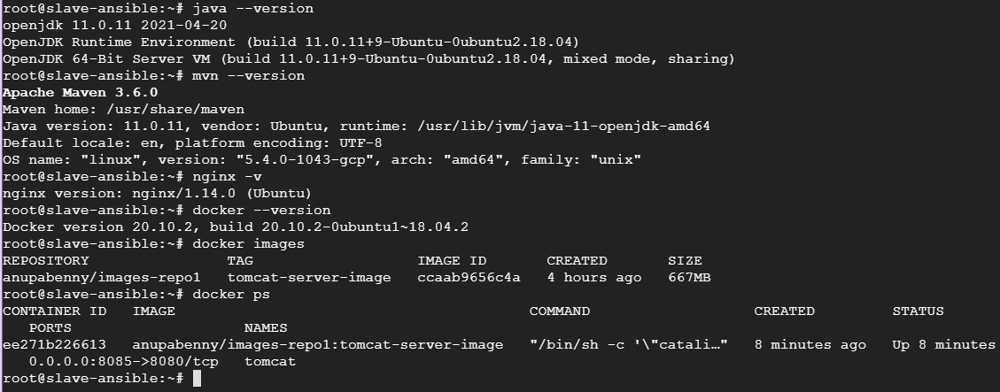 root@slave-ansible:~# java --version
openjdk 11.0.11 2021-04-20
OpenJDK Runtime Environment (build 11.0.11+9-Ubuntu-0ubuntu2.18.04)
OpenJDK 64-Bit Server VM (build 11.0.11+9-Ubuntu-0ubuntu2.18.04, mixed mode, sharing)
root@slave-ansible:~# mvn --version
Apache Maven 3.6.0
Maven home: /usr/share/maven
Java version: 11.0.11, vendor: Ubuntu, runtime: /usr/lib/jvm/java-11-openjdk-amd64
Default locale: en, platform encoding: UTF-8
OS name: "linux", version: "5.4.0-1043-gcp", arch: "amd64", family: "unix"
root@slave-ansible:~# nginx -v
nginx version: nginx/1.14.0 (Ubuntu)
root@slave-ansible:~# docker --version
Docker version 20.10.2, build 20.10.2-0ubuntu1~18.04.2
root@slave-ansible:~# docker images
REPOSITORY                TAG                   IMAGE ID       CREATED       SIZE
anupabenny/images-repo1   tomcat-server-image   ccaab9656c4a   4 hours ago   667MB
root@slave-ansible:~# docker ps
CONTAINER ID   IMAGE                                         COMMAND                   CREATED         STATUS
   PORTS                    NAMES
ee271b226613   anupabenny/images-repo1:tomcat-server-image   "/bin/sh -c '\"catali…"   8 minutes ago   Up 8 minutes
   0.0.0.0:8085->8080/tcp   tomcat
root@slave-ansible:~#